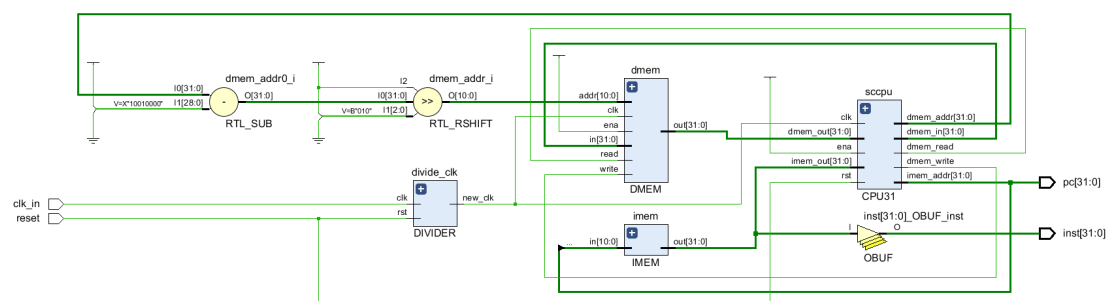 dmem_addr0_i
I0[31:0]
V=X"10010000"
I1[28:0]
-
O[31:0]
RTL_SUB
dmem_addr_i
I2
I0[31:0]
V=B"010"
I1[2:0]
>>
O[10:0]
RTL_RSHIFT
dmem
addr[10:0]
clk
ena
in[31:0]
read
write
out[31:0]
DMEM
sccpu
clk
dmem_out[31:0]
ena
imem_out[31:0]
rst
dmem_addr[31:0]
dmem_in[31:0]
dmem_read
dmem_write
imem_addr[31:0]
CPU31
pc[31:0]
clk_in
reset
divide_clk
clk
rst
new_clk
DIVIDER
imem
...
in[10:0]
out[31:0]
IMEM
inst[31:0]_OBUF_inst
I
O
OBUF
inst[31:0]